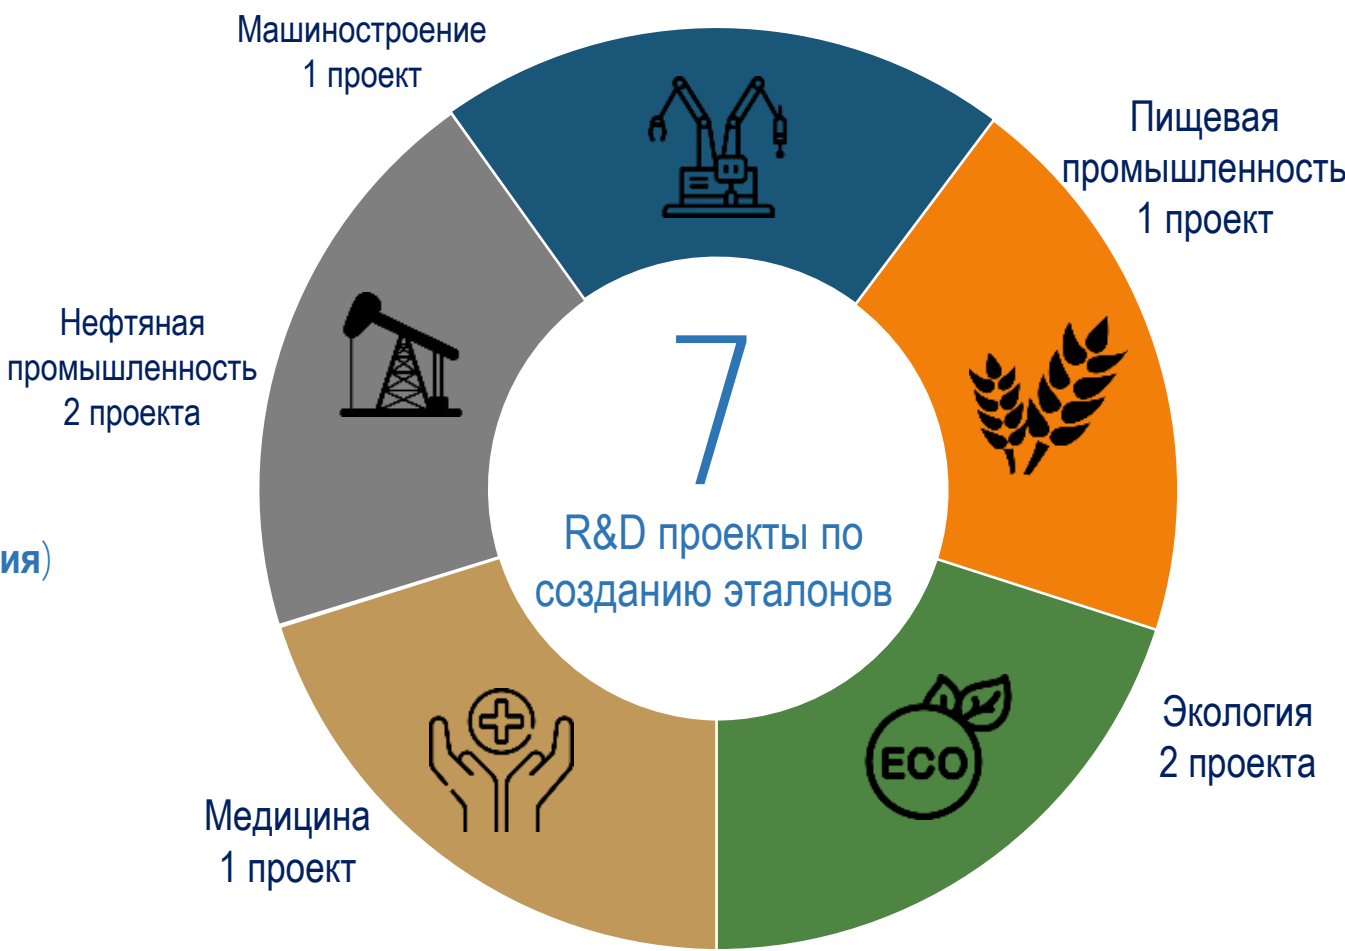 Машиностроение
1 проект
Пищевая
промышленность
1 проект
Нефтяная
промышленность
2 проекта
7
R&D проекты по
созданию эталонов
ия)
ECO
Экология
2 проекта
Медицина
1 проект